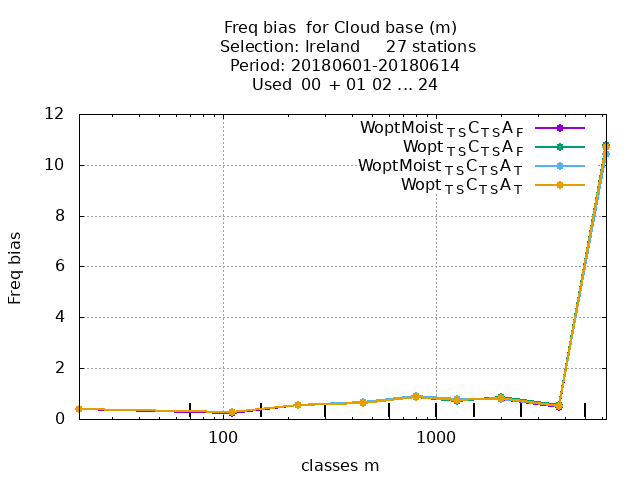 Freq bias  for Cloud base (m)
Selection: Ireland     27 stations
Period: 20180601-20180614
Used  00 + 01 02 ... 24
WoptMoist TS C TS A F
Wopt TS C TS A F
WoptMoist TS C TS A T
Wopt TS C TS A T
12
10
8
6
4
2
0
Freq bias
100
1000
classes m